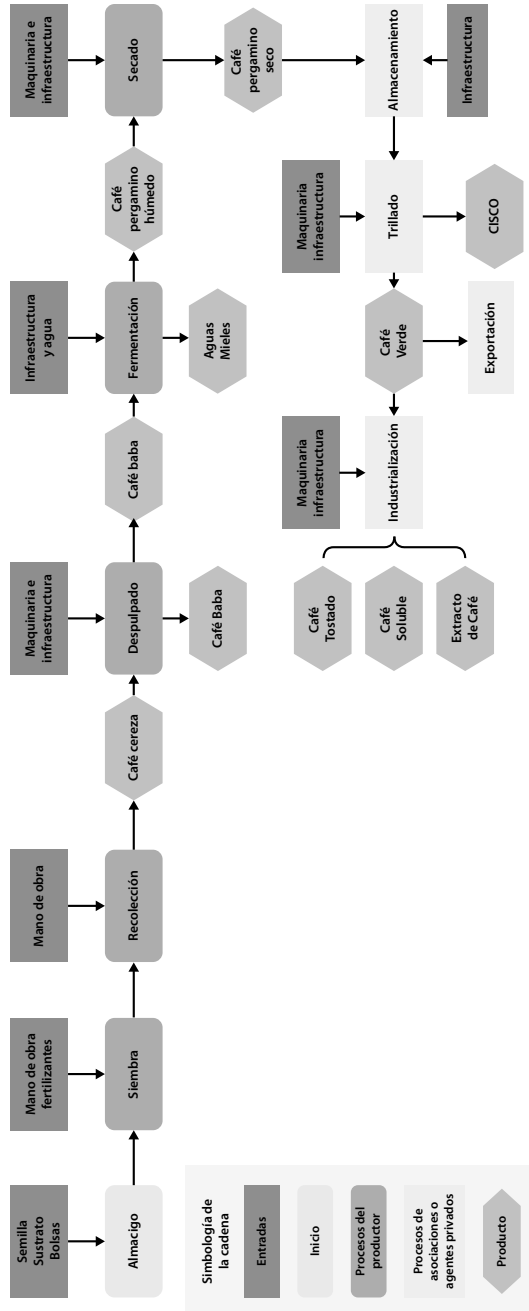 Semilla
Sustrato
Bolsas
Mano de obra
fertilizantes
Mano de obra
Maquinaria e
infraestructura
Infraestructura
y agua
Maquinaria e
infraestructura
Almacigo
Siembra
Recolección
Café cereza
Despulpado
Café baba
Fermentación
Café
pergamino
húmedo
Secado
Café Baba
Aguas
Mieles
Café
pergamino
seco
Maquinaria
infraestructura
Maquinaria
infraestructura
Café
Tostado
Café
Soluble
Extracto
de Café
Industrialización
Café
Verde
Trillado
Almacenamiento
Exportación
CISCO
Infraestructura
Simbología de
la cadena
Entradas
Inicio
Procesos del
productor
Procesos de
asociaciones o
agentes privados
Producto